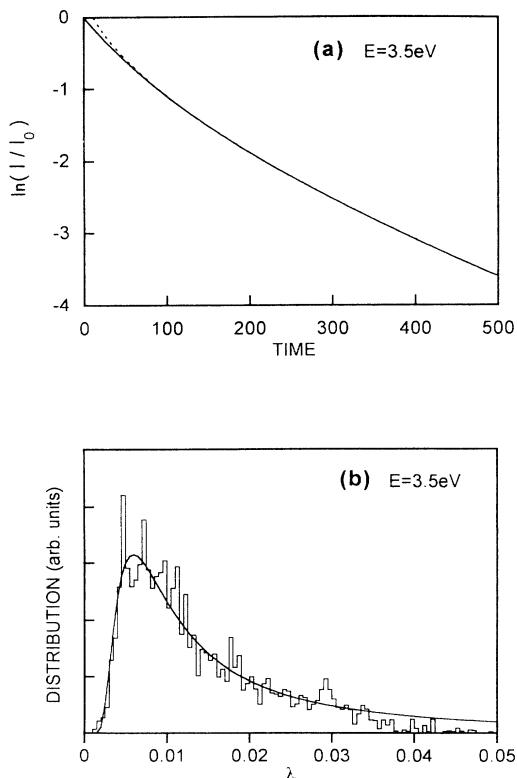 0
-1
-2
-3
-4
ln( I / I₀ )
(a) E=3.5eV
0 100 200 300 400 500
TIME
DISTRIBUTION (arb. units)
(b) E=3.5eV
0 0.01 0.02 0.03 0.04 0.05
λ